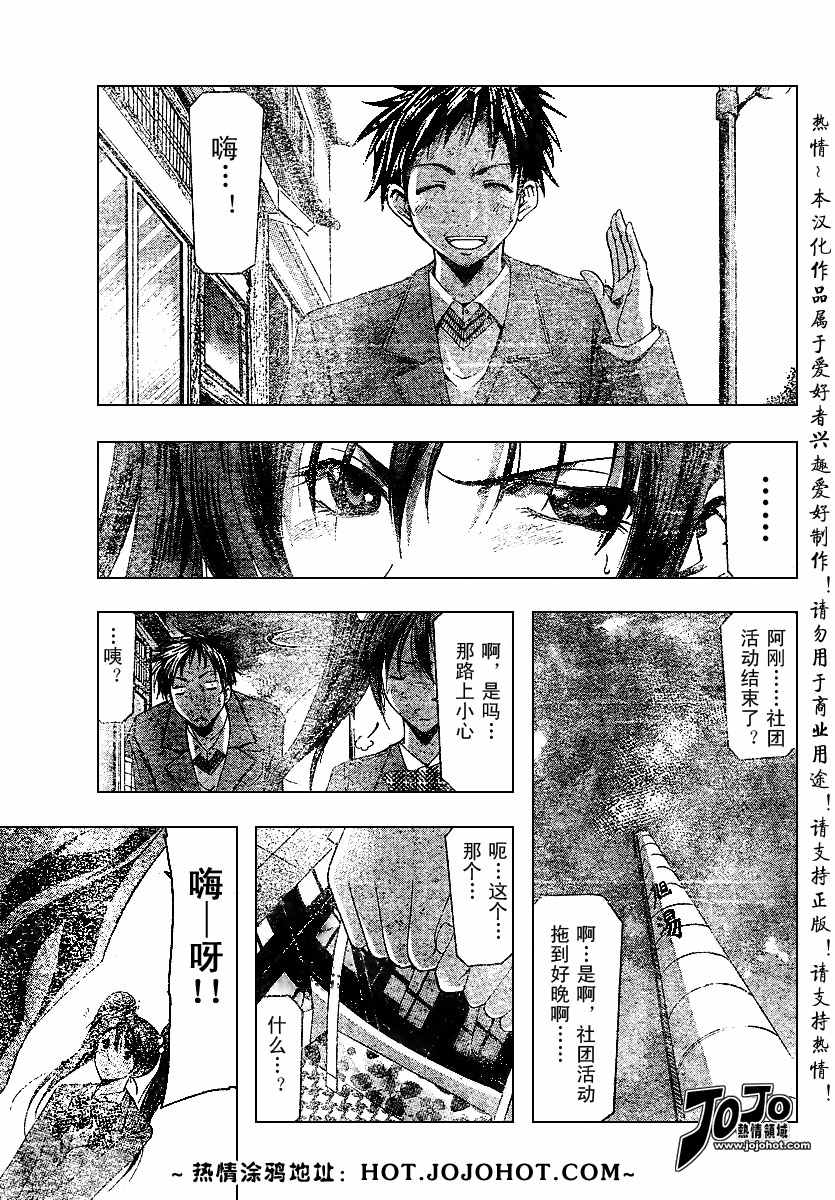 嗨…！
……
阿刚……社团
活动结束了？
旭
湯
啊…是啊，
社团活动
拖到好晚啊……
啊，是吗…
那路上小心
…咦？
呃…这个…
那个…
什么…？
嗨—呀!!
热情~本汉化作品属于爱好者兴趣爱好制作！请勿用于商业用途！请支持正版！请支持热情！
JOJO
熱情領域
www.jojohot.com
~热情涂鸦地址：HOT.JOJOHOT.COM~